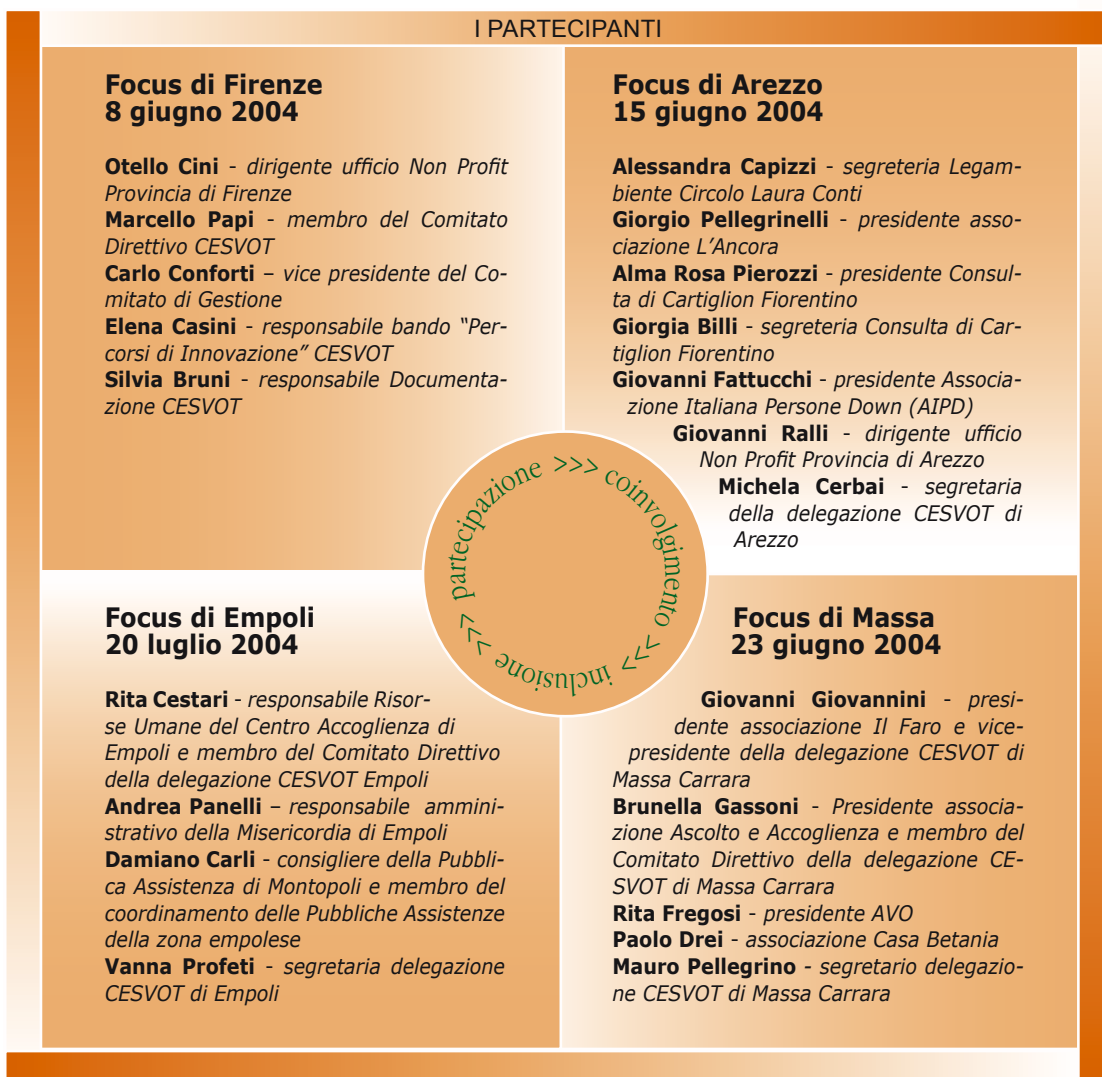 I PARTECIPANTI
Focus di Firenze
8 giugno 2004
Otello Cini - dirigente ufficio Non Profit
Provincia di Firenze
Marcello Papi - membro del Comitato
Direttivo CESVOT
Carlo Conforti – vice presidente del Co-
mitato di Gestione
Elena Casini - responsabile bando “Per-
corsi di Innovazione” CESVOT
Silvia Bruni - responsabile Documenta-
zione CESVOT
Focus di Arezzo
15 giugno 2004
Alessandra Capizzi - segreteria Legam-
biente Circolo Laura Conti
Giorgio Pellegrinelli - presidente asso-
ciazione L'Ancora
Alma Rosa Pierozzi - presidente Consul-
ta di Cartiglion Fiorentino
Giorgia Billi - segreteria Consulta di Car-
tiglion Fiorentino
Giovanni Fattucchi - presidente Associa-
zione Italiana Persone Down (AIPD)
Giovanni Ralli - dirigente ufficio
Non Profit Provincia di Arezzo
Michela Cerbai - segretaria
della delegazione CESVOT di
Arezzo
partecipazione >>> coinvolgimento >>> inclusione >>>
Focus di Empoli
20 luglio 2004
Rita Cestari - responsabile Risor-
se Umane del Centro Accoglienza di
Empoli e membro del Comitato Direttivo
della delegazione CESVOT Empoli
Andrea Panelli – responsabile ammini-
strativo della Misericordia di Empoli
Damiano Carli - consigliere della Pubbli-
ca Assistenza di Montopoli e membro del
coordinamento delle Pubbliche Assistenze
della zona empolese
Vanna Profeti - segretaria delegazione
CESVOT di Empoli
Focus di Massa
23 giugno 2004
Giovanni Giovannini - presi-
dente associazione Il Faro e vice-
presidente della delegazione CESVOT di
Massa Carrara
Brunella Gassoni - Presidente associa-
zione Ascolto e Accoglienza e membro del
Comitato Direttivo della delegazione CE-
SVOT di Massa Carrara
Rita Fregosi - presidente AVO
Paolo Drei - associazione Casa Betania
Mauro Pellegrino - segretario delegazio-
ne CESVOT di Massa Carrara